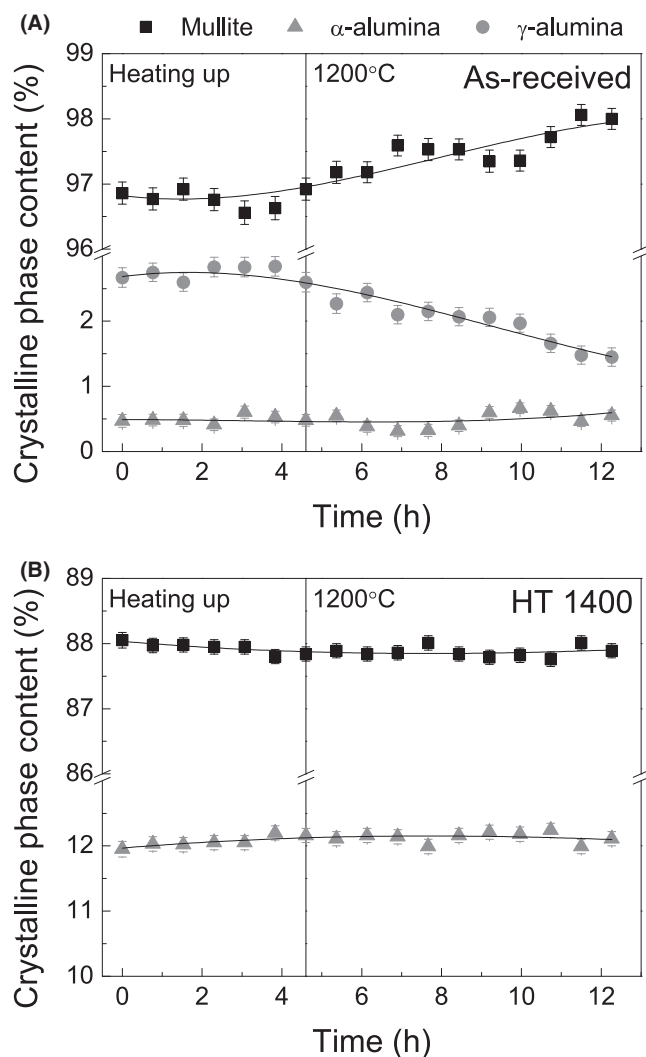 (A)
Mullite α-alumina γ-alumina
Heating up 1200°C As-received
Crystalline phase content (%)
98
97
96
2
1
0
0 2 4 6 8 10 12
Time (h)
(B)
Heating up 1200°C HT 1400
Crystalline phase content (%)
89
88
87
86
12
11
10
0 2 4 6 8 10 12
Time (h)